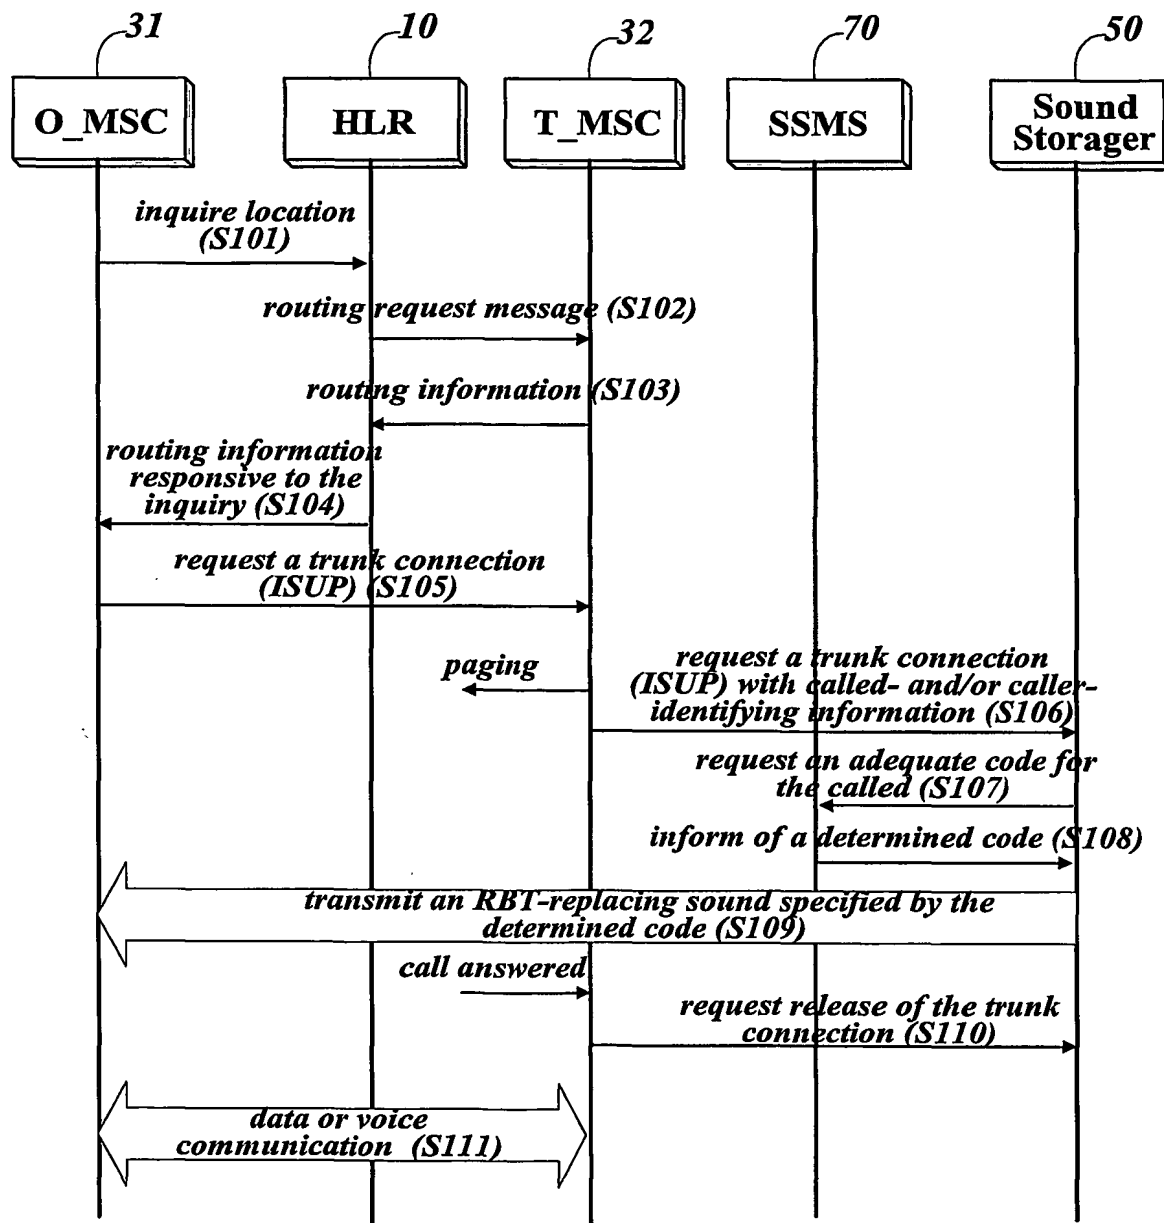 31
10
32
70
50
O_MSC
HLR
T_MSC
SSMS
Sound
Storager
inquire location
(S101)
routing request message (S102)
routing information (S103)
routing information
responsive to the
inquiry (S104)
request a trunk connection
(ISUP) (S105)
paging
request a trunk connection
(ISUP) with called- and/or caller-
identifying information (S106)
request an adequate code for
the called (S107)
inform of a determined code (S108)
transmit an RBT-replacing sound specified by the
determined code (S109)
call answered
request release of the trunk
connection (S110)
data or voice
communication (S111)